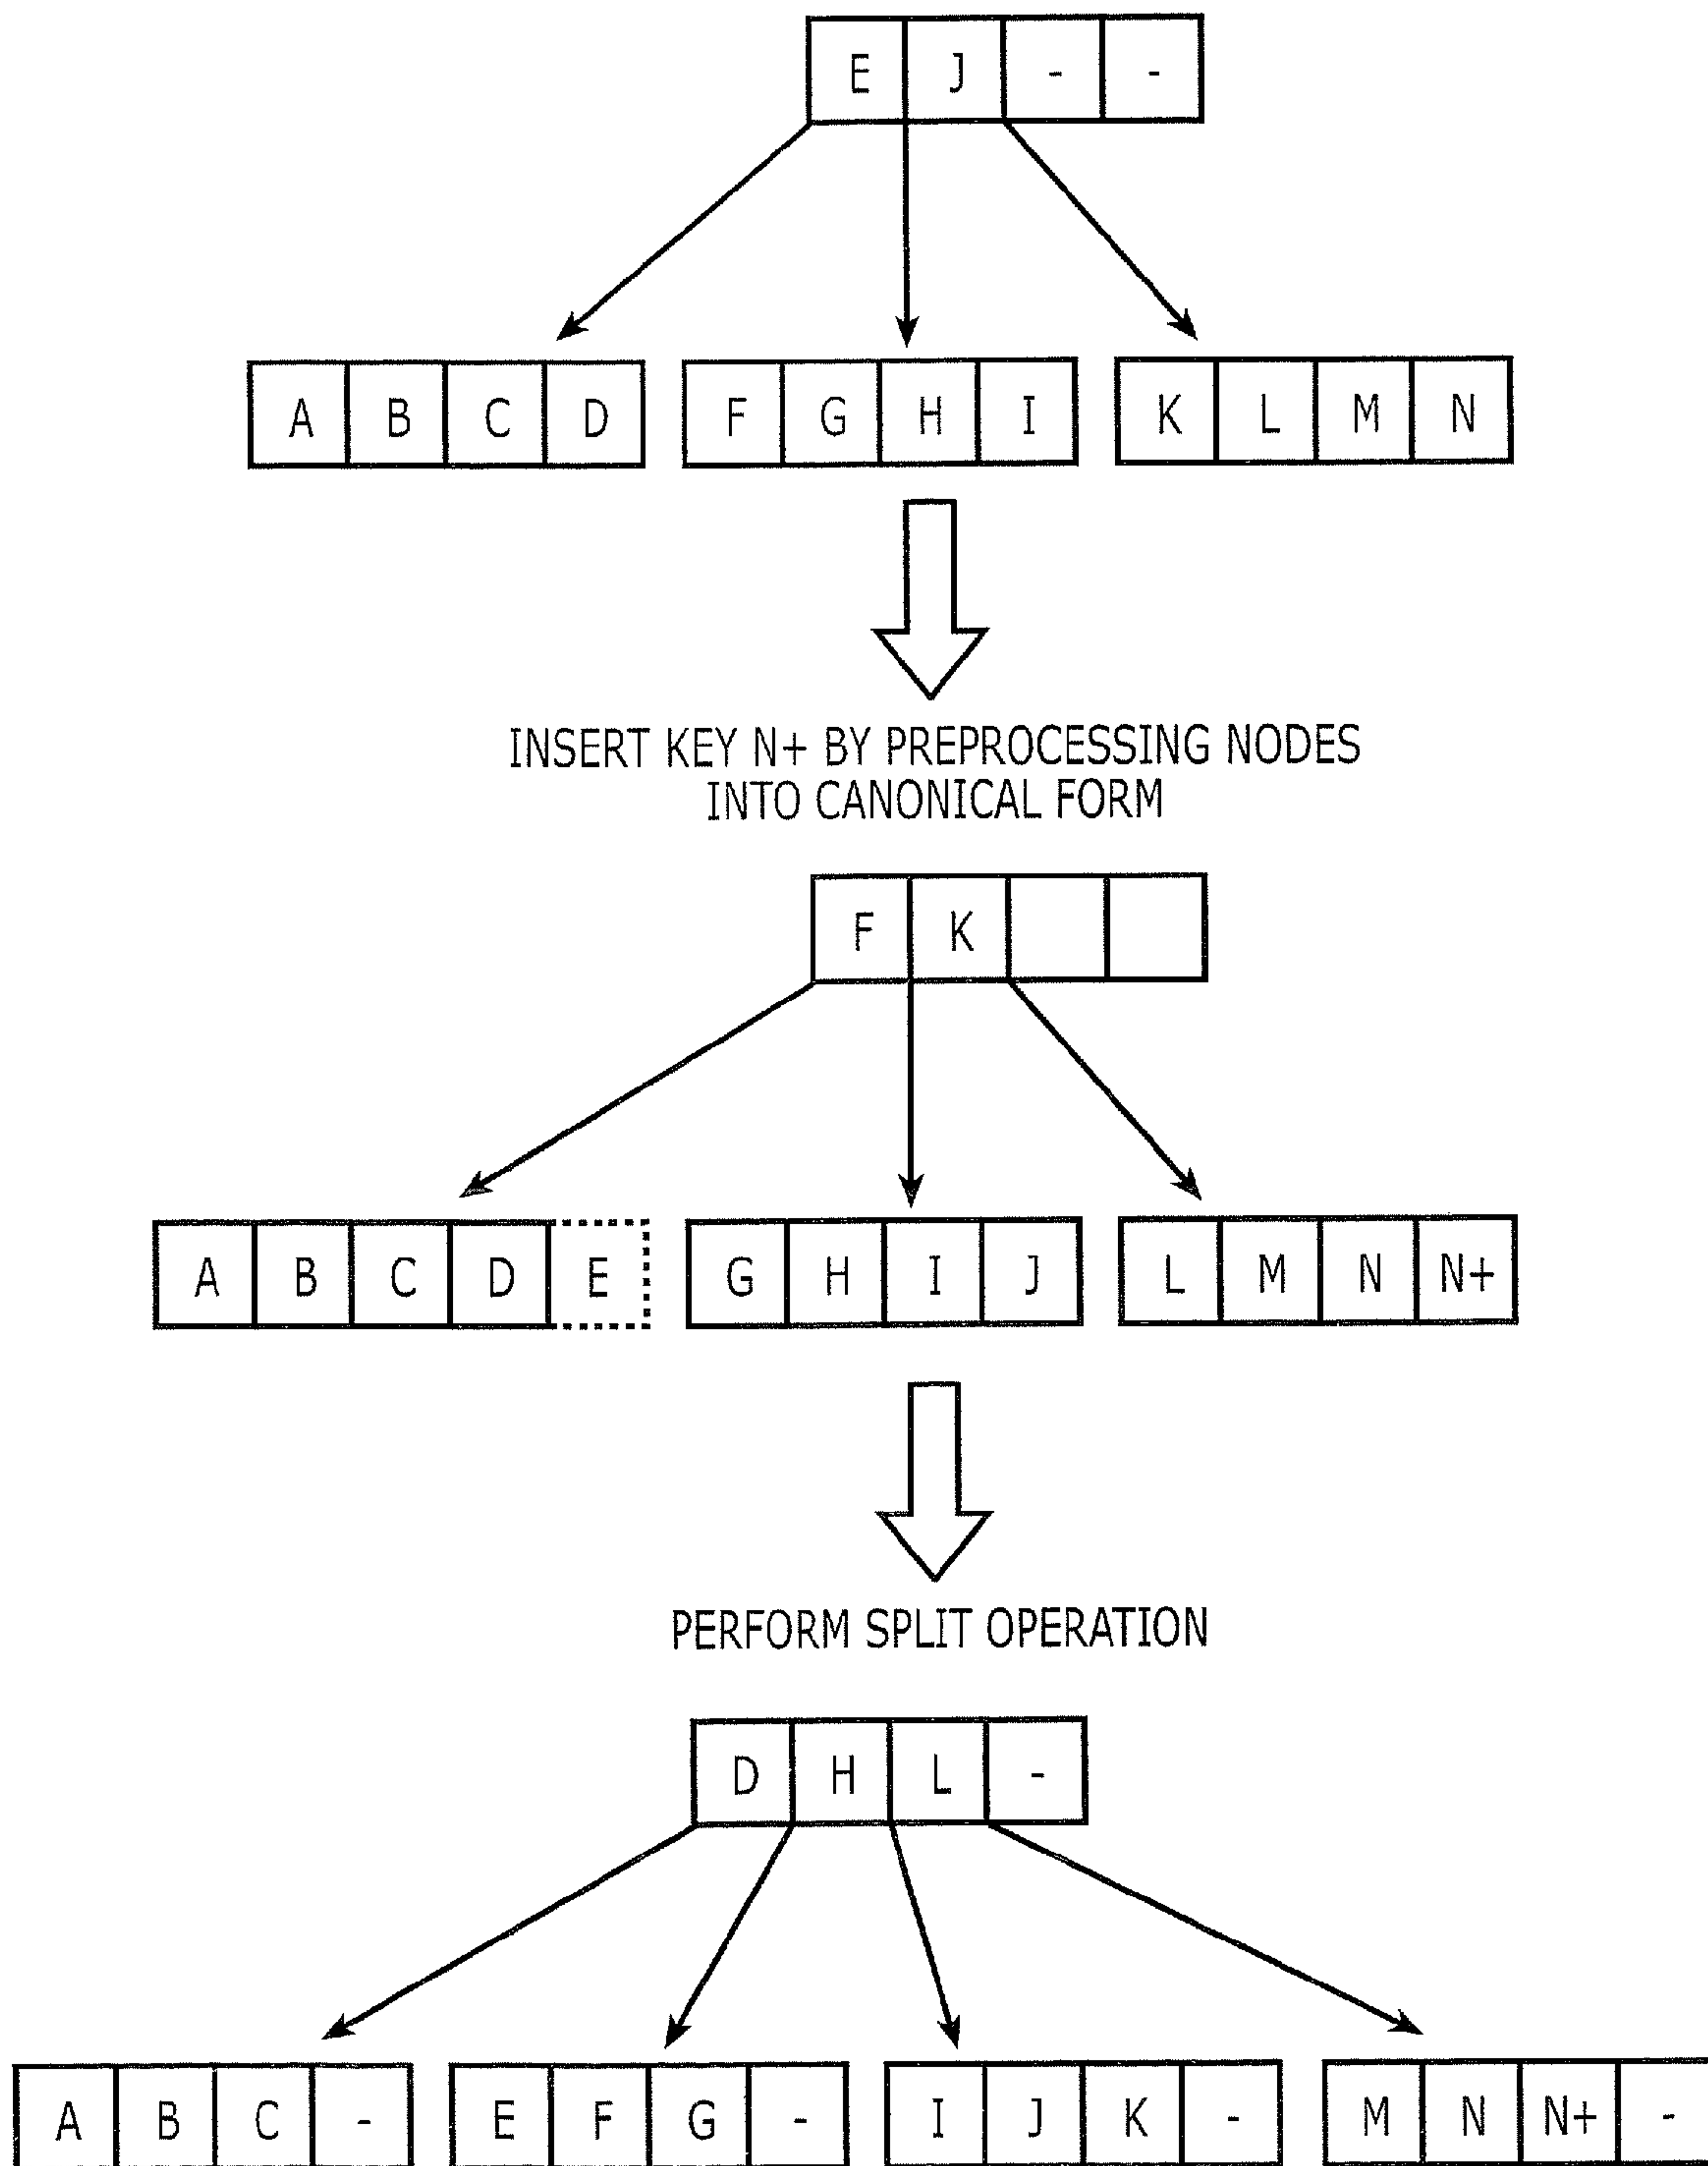 E J - -
A B C D F G H I K L M N
INSERT KEY N+ BY PREPROCESSING NODES
INTO CANONICAL FORM
F K
A B C D E G H I J L M N N+
PERFORM SPLIT OPERATION
D H L -
A B C - E F G - I J K - M N N+ -